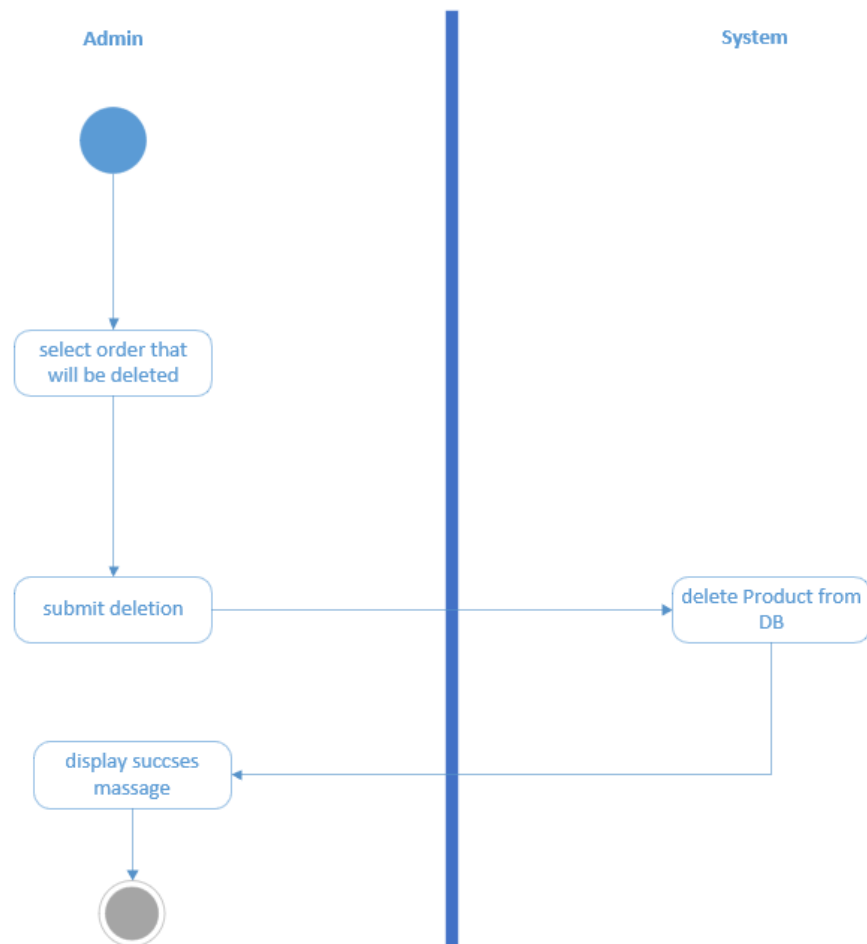 Admin
System
select order that
will be deleted
submit deletion
delete Product from
DB
display succses
massage